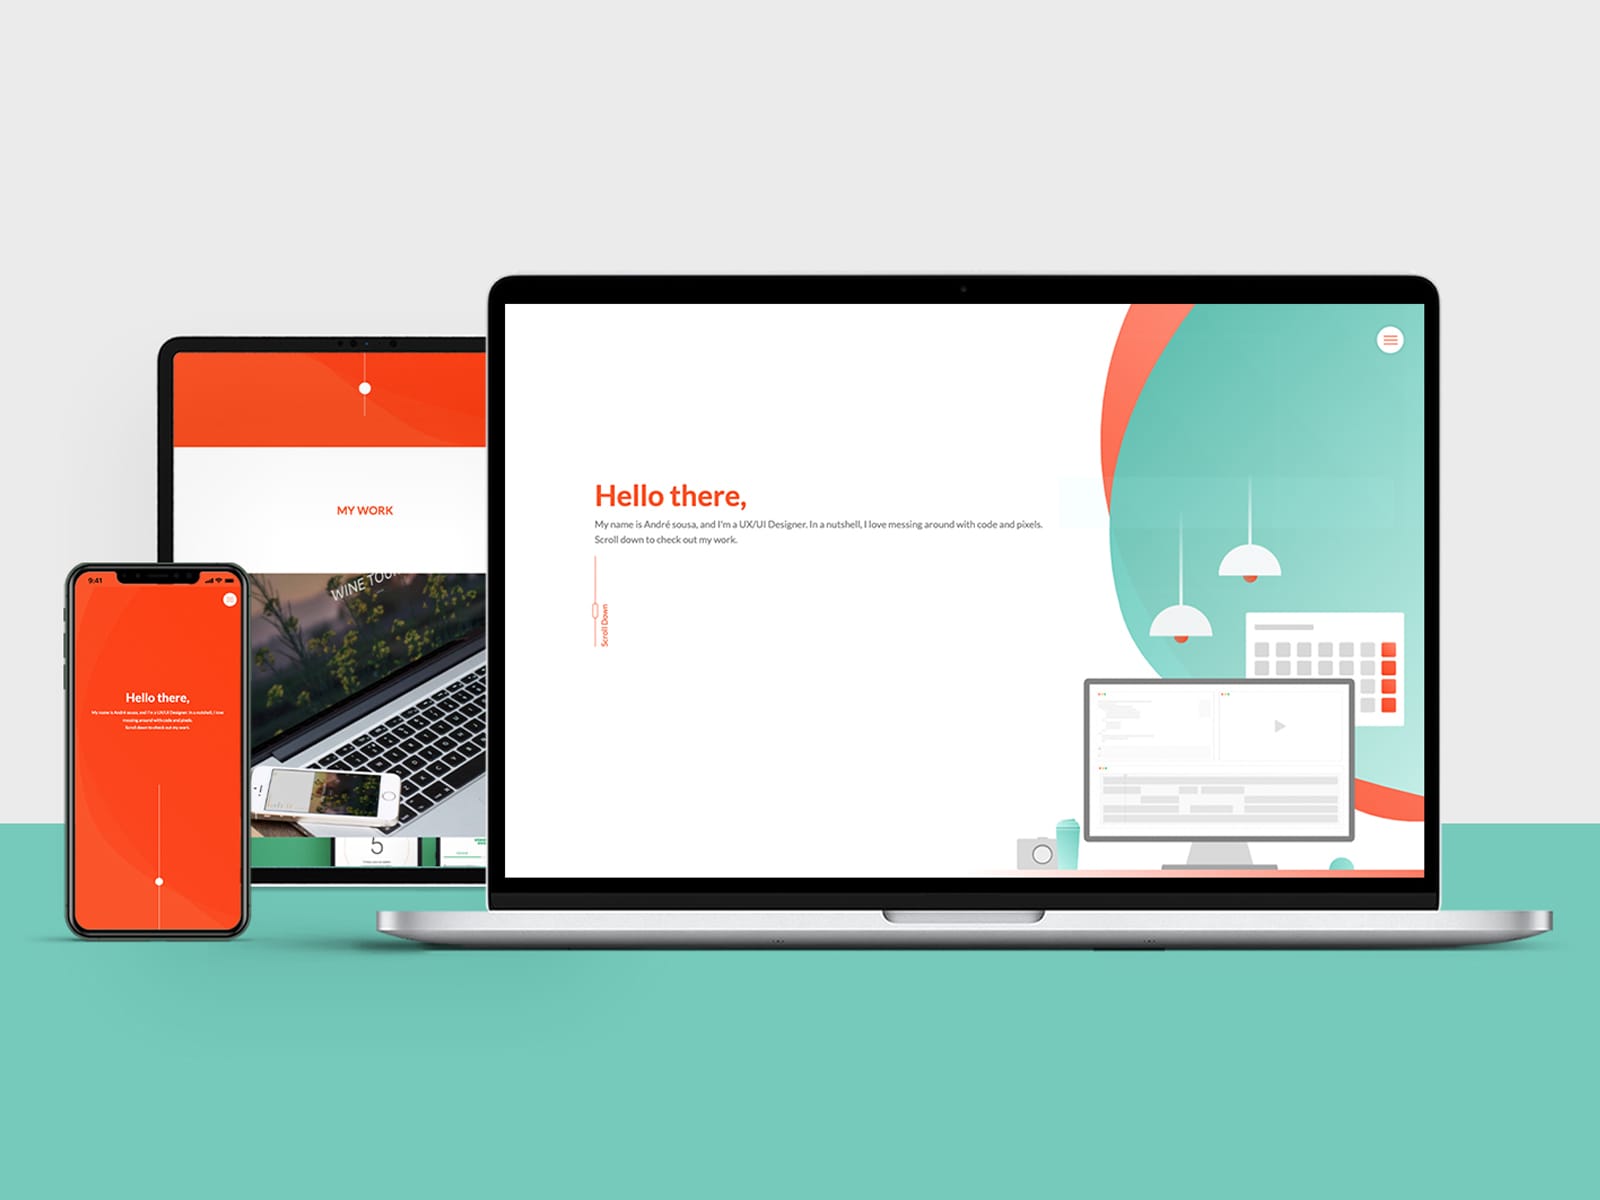 Hello there,
My name is André sousa, and I'm a UX/UI Designer. In a nutshell, I love messing around with code and pixels.
Scroll down to check out my work.
Scroll Down
MY WORK
WINE TOU
5
9:41
Hello there,
My name is André sousa, and I'm a UX/UI Designer. In a nutshell, I love
messing around with code and pixels.
Scroll down to check out my work.